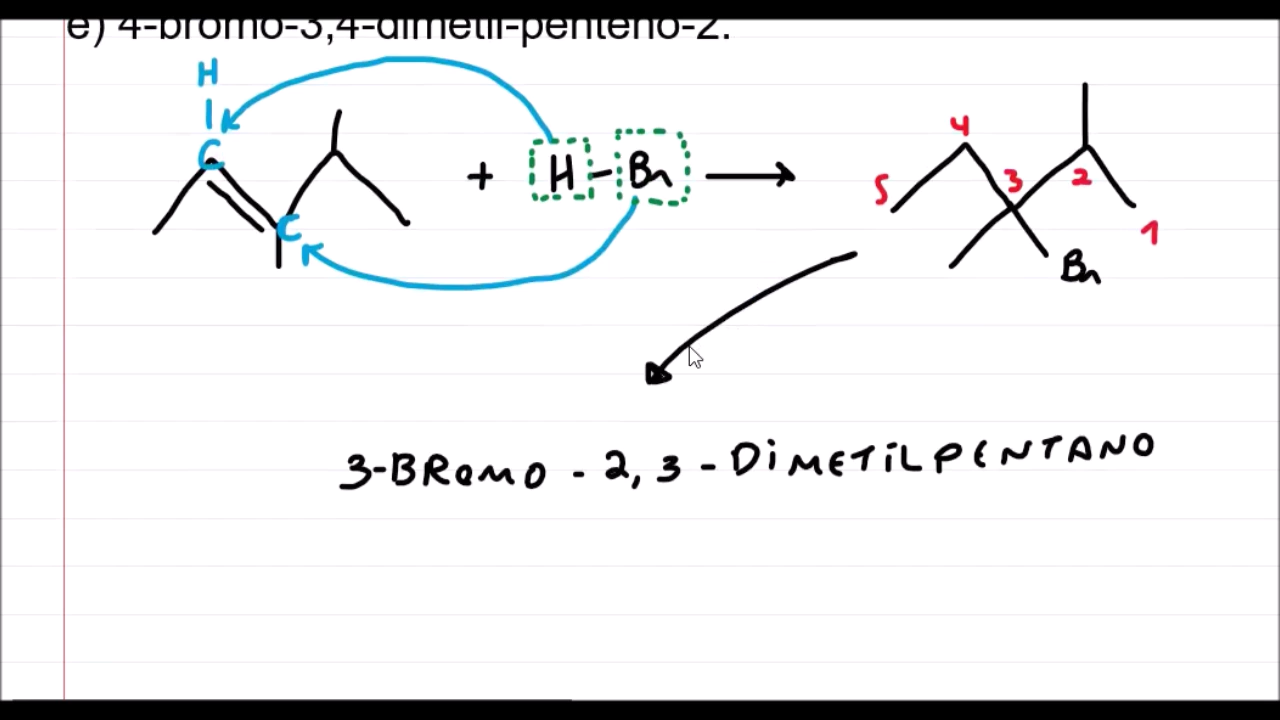 e) 4-bromo-3,4-dimetil-penteno-2.
H
C
C
+ H-Br
5
4
3
2
1
Br
3-BROMO - 2,3 - DiMETiLPENTANO